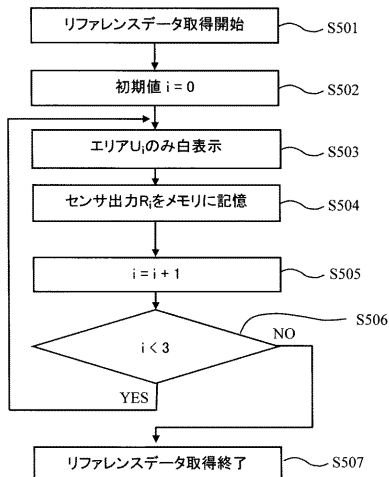 リファレンスデータ取得開始
S501
初期値 i = 0
S502
エリアUiのみ白表示
S503
センサ出力Riをメモリに記憶
S504
i = i + 1
S505
S506
i < 3
NO
YES
リファレンスデータ取得終了
S507